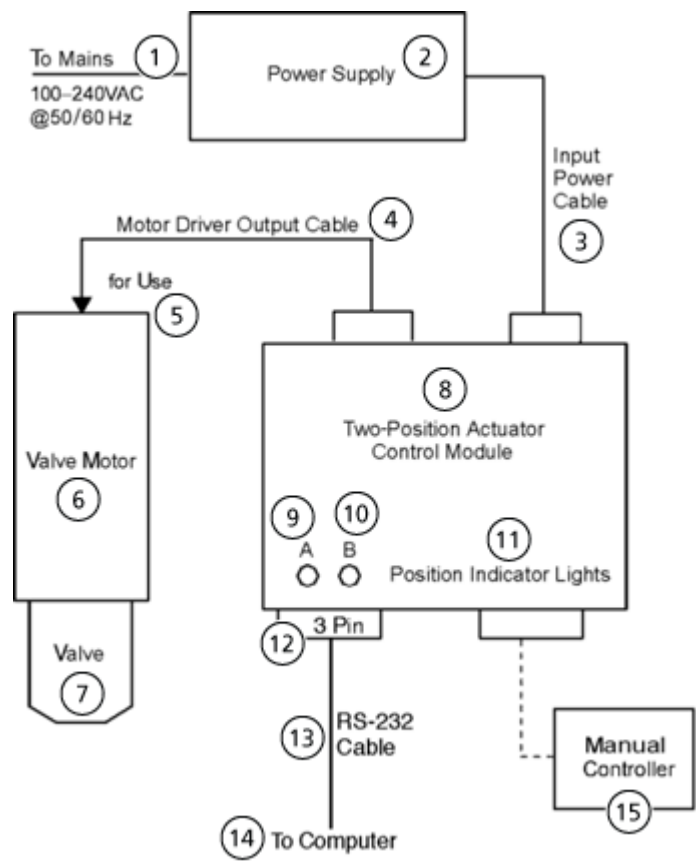 To Mains 1
100–240VAC
@50/60 Hz
Power Supply 2
Input
Power
Cable
3
Motor Driver Output Cable 4
for Use 5
Valve Motor
6
Valve
7
8
Two-Position Actuator
Control Module
9 10
A B
11
Position Indicator Lights
12 3 Pin
13 RS-232
Cable
14 To Computer
Manual
Controller
15